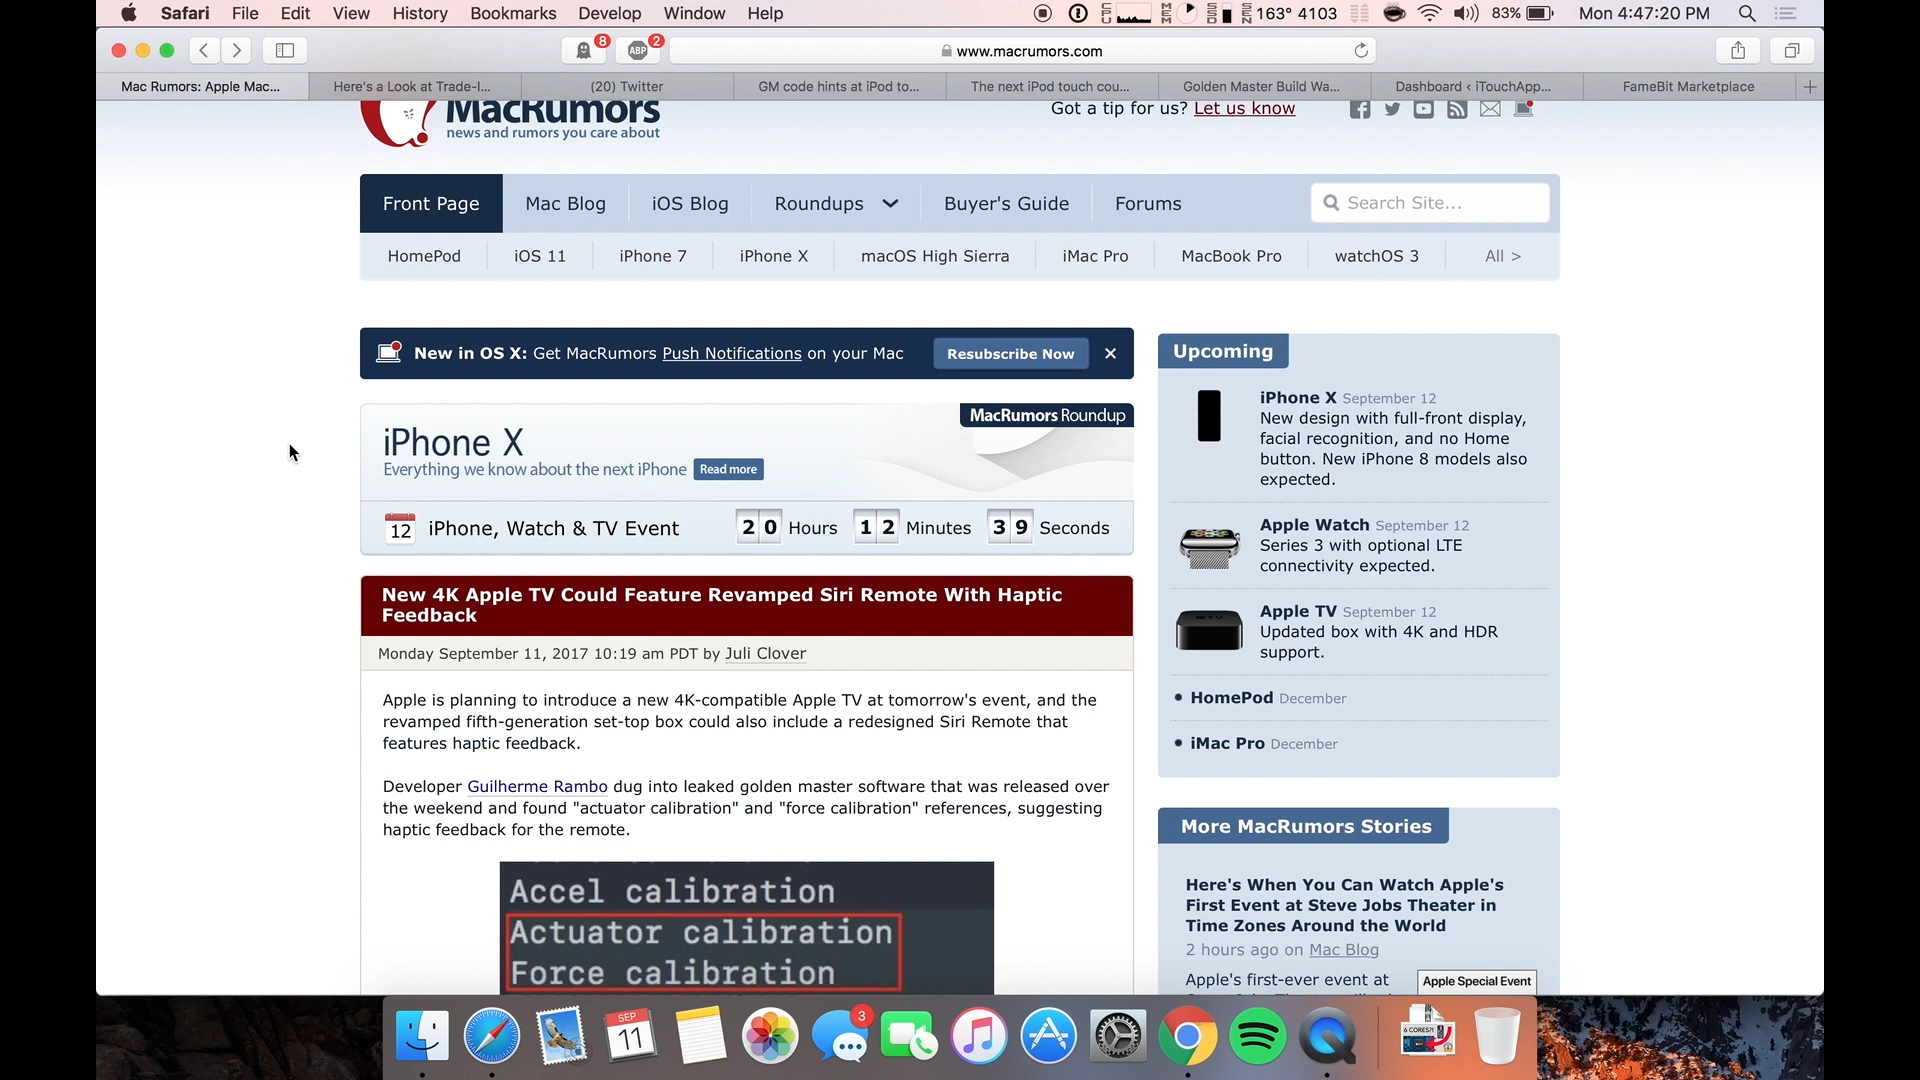 Safari File Edit View History Bookmarks Develop Window Help
163° 4103 83% Mon 4:47:20 PM
8 2 www.macrumors.com
Mac Rumors: Apple Mac... Here's a Look at Trade-I... (20) Twitter GM code hints at iPod to... The next iPod touch cou... Golden Master Build Wa... Dashboard ‹ iTouchApp... FameBit Marketplace
MacRumors
news and rumors you care about
Got a tip for us? Let us know
Front Page Mac Blog iOS Blog Roundups Buyer's Guide Forums Search Site...
HomePod iOS 11 iPhone 7 iPhone X macOS High Sierra iMac Pro MacBook Pro watchOS 3 All >
New in OS X: Get MacRumors Push Notifications on your Mac Resubscribe Now
MacRumors Roundup
iPhone X
Everything we know about the next iPhone Read more
12 iPhone, Watch & TV Event 20 Hours 12 Minutes 39 Seconds
New 4K Apple TV Could Feature Revamped Siri Remote With Haptic
Feedback
Monday September 11, 2017 10:19 am PDT by Juli Clover
Apple is planning to introduce a new 4K-compatible Apple TV at tomorrow's event, and the
revamped fifth-generation set-top box could also include a redesigned Siri Remote that
features haptic feedback.
Developer Guilherme Rambo dug into leaked golden master software that was released over
the weekend and found "actuator calibration" and "force calibration" references, suggesting
haptic feedback for the remote.
Accel calibration
Actuator calibration
Force calibration
Upcoming
iPhone X September 12
New design with full-front display,
facial recognition, and no Home
button. New iPhone 8 models also
expected.
Apple Watch September 12
Series 3 with optional LTE
connectivity expected.
Apple TV September 12
Updated box with 4K and HDR
support.
HomePod December
iMac Pro December
More MacRumors Stories
Here's When You Can Watch Apple's
First Event at Steve Jobs Theater in
Time Zones Around the World
2 hours ago on Mac Blog
Apple's first-ever event at
Apple Special Event
SEP
11
3
6 CORES?!